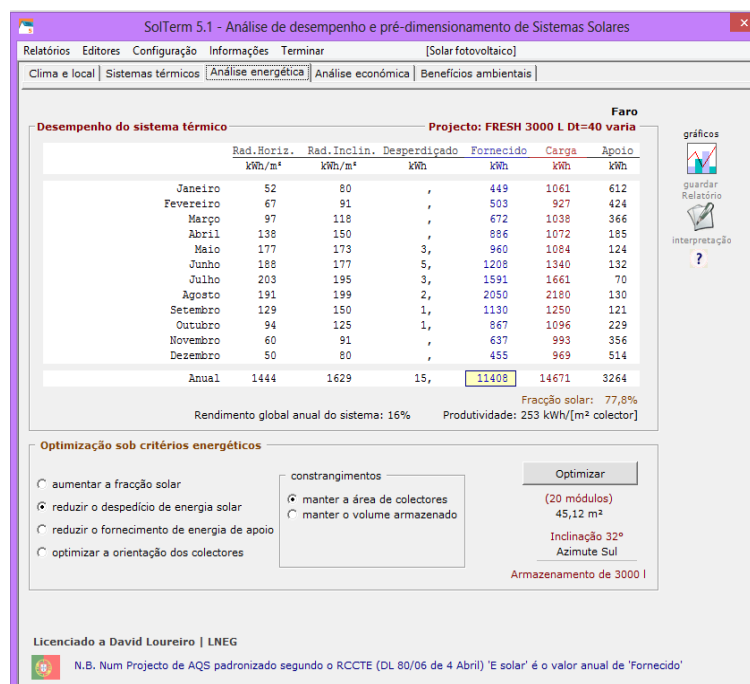 SolTerm 5.1 - Análise de desempenho e pré-dimensionamento de Sistemas Solares
Relatórios Editores Configuração Informações Terminar [Solar fotovoltaico]
Clima e local Sistemas térmicos Análise energética Análise económica Benefícios ambientais
Faro
Desempenho do sistema térmico Projecto: FRESH 3000 L Dt=40 varia
gráficos
Rad.Horiz. Rad.Inclin. Desperdiçado Fornecido Carga Apoio
kWh/m² kWh/m² kWh kWh kWh kWh
Janeiro 52 80 , 449 1061 612
Fevereiro 67 91 , 503 927 424
Março 97 118 , 672 1038 366
Abril 138 150 , 886 1072 185
Maio 177 173 3, 960 1084 124
Junho 188 177 5, 1208 1340 132
Julho 203 195 3, 1591 1661 70
Agosto 191 199 2, 2050 2180 130
Setembro 129 150 1, 1130 1250 121
Outubro 94 125 1, 867 1096 229
Novembro 60 91 , 637 993 356
Dezembro 50 80 , 455 969 514
Anual 1444 1629 15, 11408 14671 3264
guardar
Relatório
interpretação
?
Fracção solar: 77,8%
Rendimento global anual do sistema: 16% Produtividade: 253 kWh/[m² colector]
Optimização sob critérios energéticos
aumentar a fracção solar
reduzir o despedício de energia solar
reduzir o fornecimento de energia de apoio
optimizar a orientação dos colectores
constrangimentos
manter a área de colectores
manter o volume armazenado
Optimizar
(20 módulos)
45,12 m²
Inclinação 32°
Azimute Sul
Armazenamento de 3000 l
Licenciado a David Loureiro | LNEG
N.B. Num Projecto de AQS padronizado segundo o RCCTE (DL 80/06 de 4 Abril) 'E solar' é o valor anual de 'Fornecido'